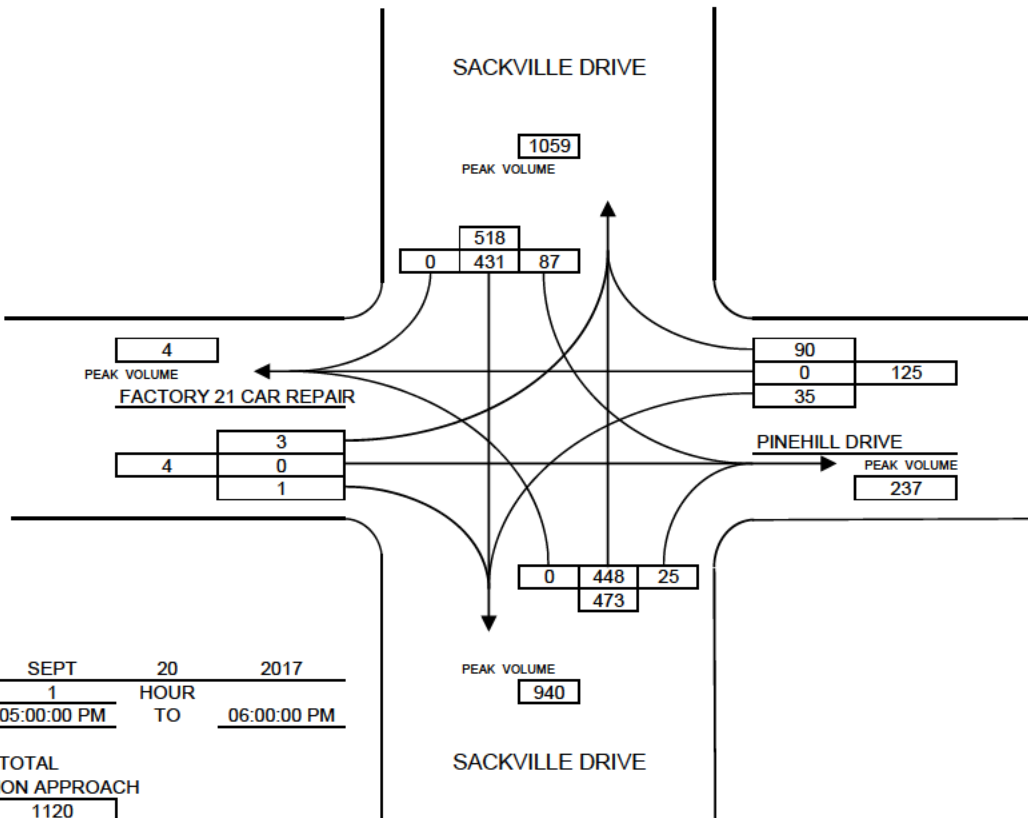 SACKVILLE DRIVE
1059
PEAK VOLUME
518
0 431 87
4
PEAK VOLUME
FACTORY 21 CAR REPAIR
90
0 125
35
3
4 0
1
PINEHILL DRIVE
PEAK VOLUME
237
0 448 25
473
SEPT 20 2017
1 HOUR
05:00:00 PM TO 06:00:00 PM
PEAK VOLUME
940
TOTAL
ON APPROACH
1120
SACKVILLE DRIVE